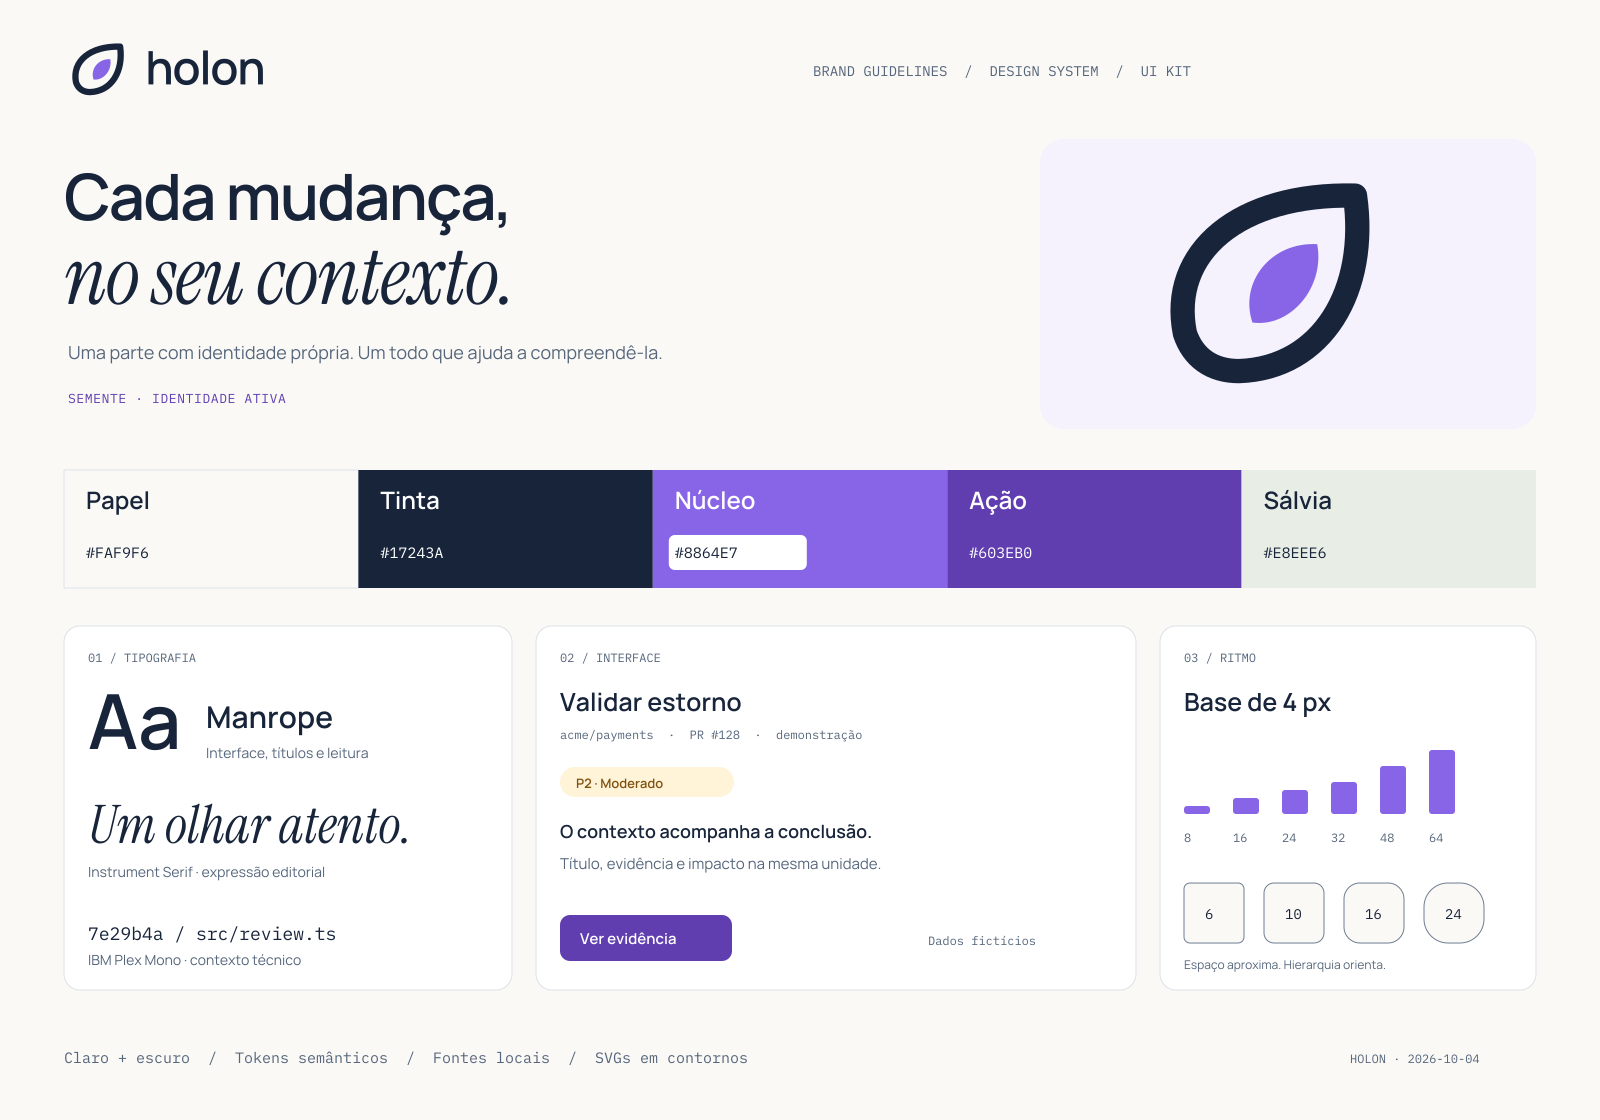 holon
BRAND GUIDELINES / DESIGN SYSTEM / UI KIT
Cada mudança,
no seu contexto.
Uma parte com identidade própria. Um todo que ajuda a compreendê-la.
SEMENTE · IDENTIDADE ATIVA
Papel
#FAF9F6
Tinta
#17243A
Núcleo
#8864E7
Ação
#603EB0
Sálvia
#E8EEE6
01 / TIPOGRAFIA
Aa
Manrope
Interface, títulos e leitura
Um olhar atento.
Instrument Serif · expressão editorial
7e29b4a / src/review.ts
IBM Plex Mono · contexto técnico
02 / INTERFACE
Validar estorno
acme/payments · PR #128 · demonstração
P2 · Moderado
O contexto acompanha a conclusão.
Título, evidência e impacto na mesma unidade.
Ver evidência
Dados fictícios
03 / RITMO
Base de 4 px
8 16 24 32 48 64
6 10 16 24
Espaço aproxima. Hierarquia orienta.
Claro + escuro / Tokens semânticos / Fontes locais / SVGs em contornos
HOLON · 2026-10-04